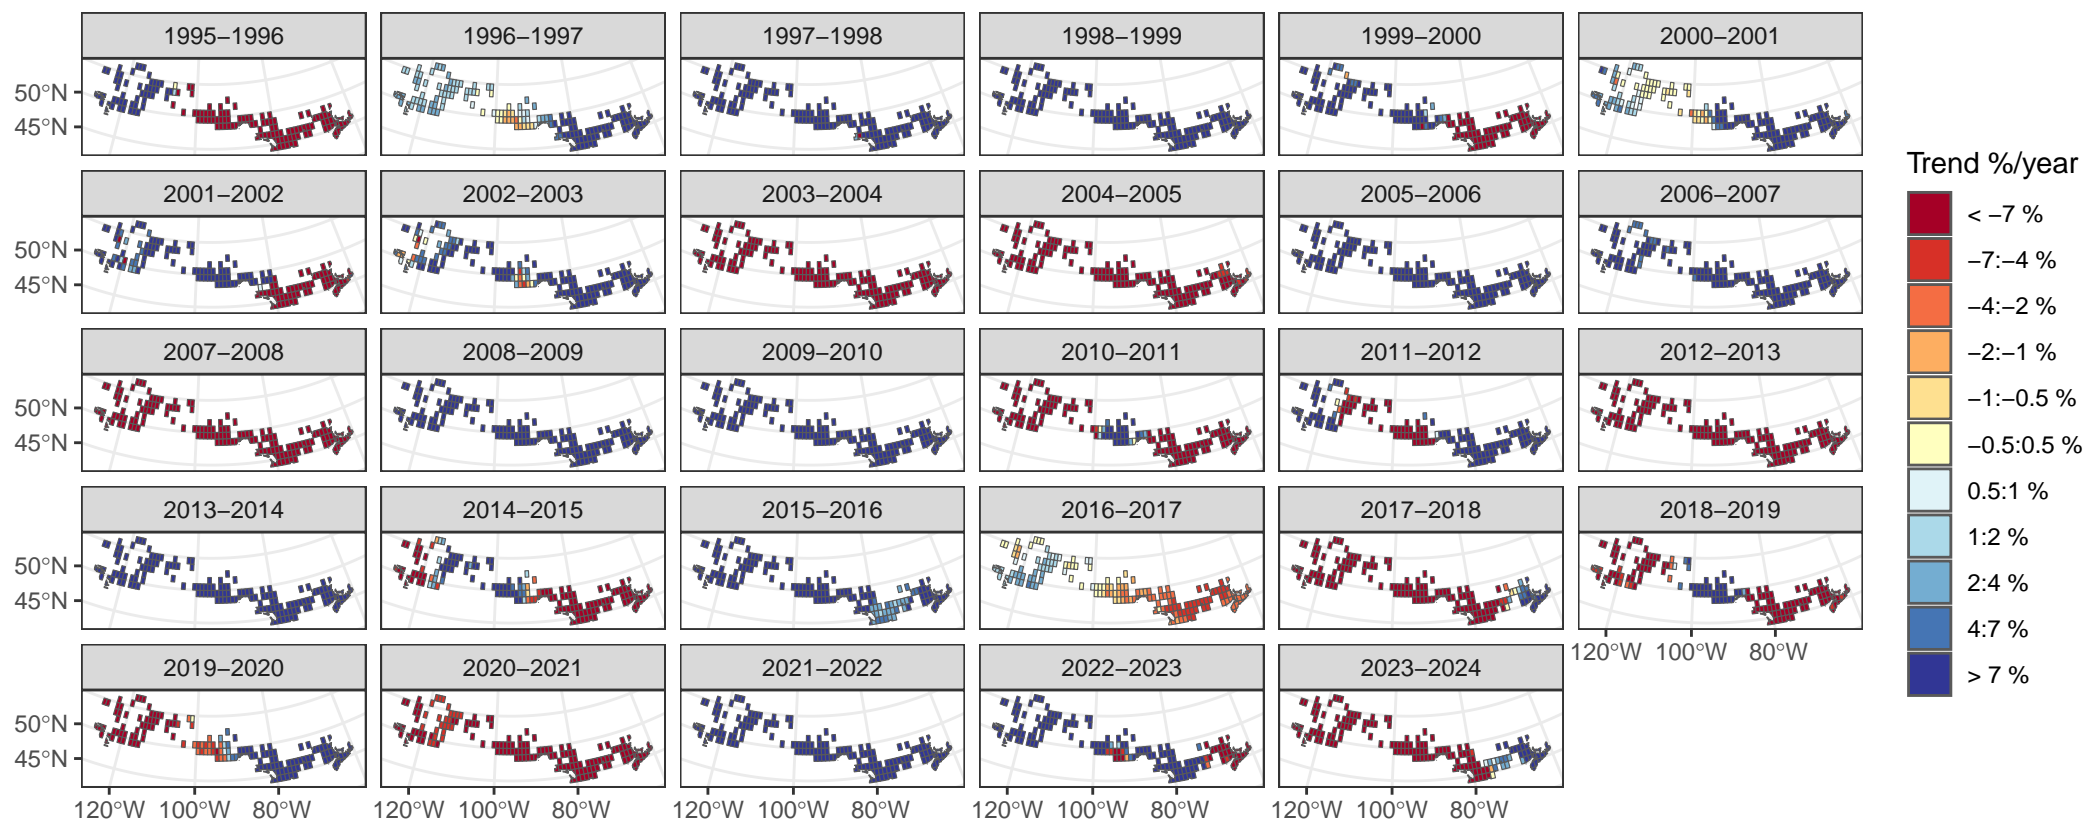 1995−1996 1996−1997 1997−1998 1998−1999 1999−2000 2000−2001
50°N
45°N
2001−2002 2002−2003 2003−2004 2004−2005 2005−2006 2006−2007
50°N
45°N
2007−2008 2008−2009 2009−2010 2010−2011 2011−2012 2012−2013
50°N
45°N
2013−2014 2014−2015 2015−2016 2016−2017 2017−2018 2018−2019
50°N
45°N
120°W 100°W 80°W
2019−2020 2020−2021 2021−2022 2022−2023 2023−2024
50°N
45°N
120°W 100°W 80°W 120°W 100°W 80°W 120°W 100°W 80°W 120°W 100°W 80°W 120°W 100°W 80°W
Trend %/year
< −7 %
−7:−4 %
−4:−2 %
−2:−1 %
−1:−0.5 %
−0.5:0.5 %
0.5:1 %
1:2 %
2:4 %
4:7 %
> 7 %